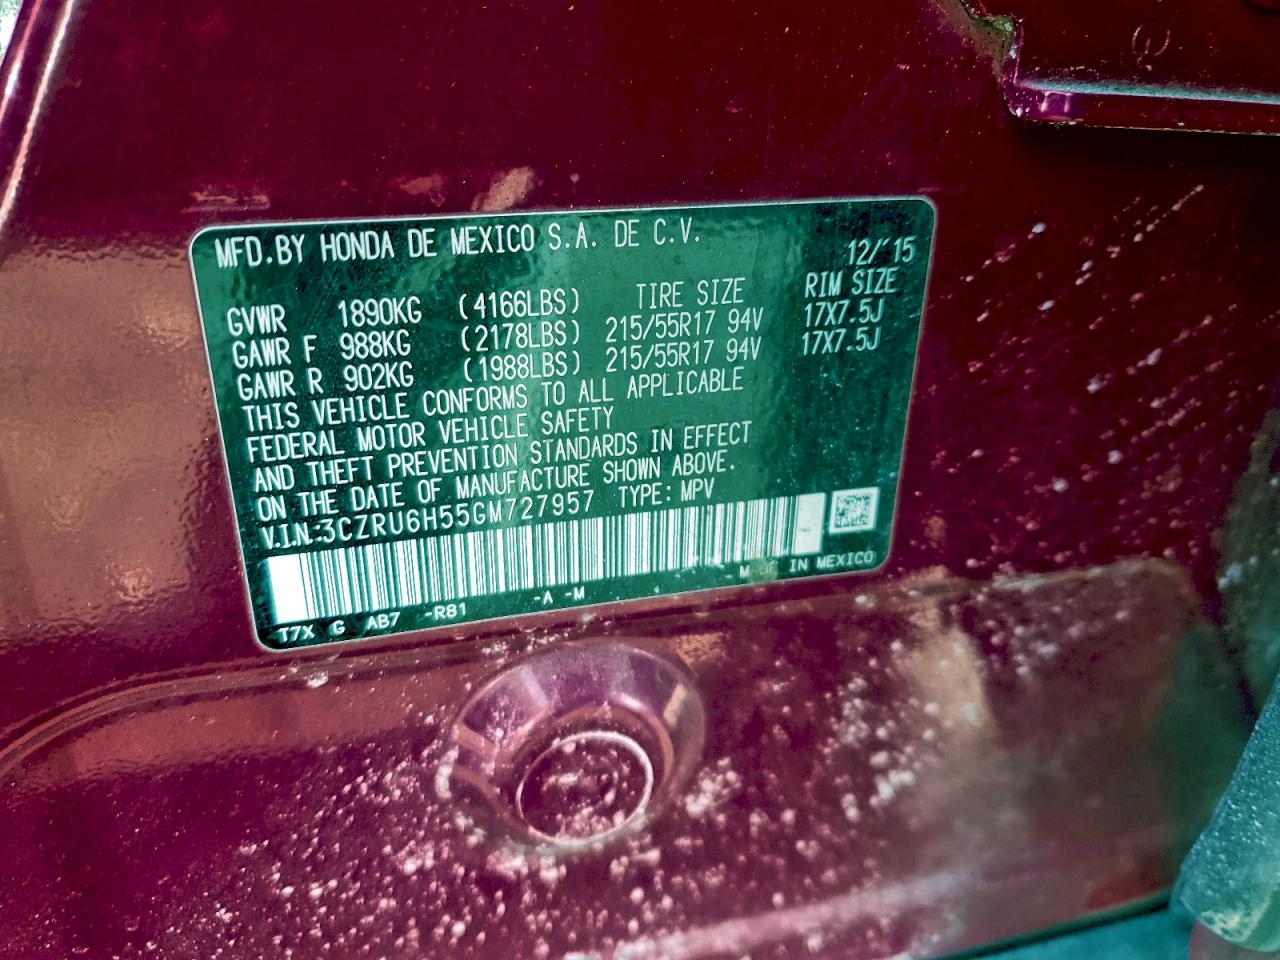 MFD.BY HONDA DE MEXICO S.A. DE C.V.
12/'15
GVWR 1890KG (4166LBS) TIRE SIZE RIM SIZE
GAWR F 988KG (2178LBS) 215/55R17 94V 17X7.5J
GAWR R 902KG (1988LBS) 215/55R17 94V 17X7.5J
THIS VEHICLE CONFORMS TO ALL APPLICABLE
FEDERAL MOTOR VEHICLE SAFETY
AND THEFT PREVENTION STANDARDS IN EFFECT
ON THE DATE OF MANUFACTURE SHOWN ABOVE.
V.I.N:3CZRU6H55GM727957 TYPE: MPV
MADE IN MEXICO
T7X G AB7 -R81 -A -M